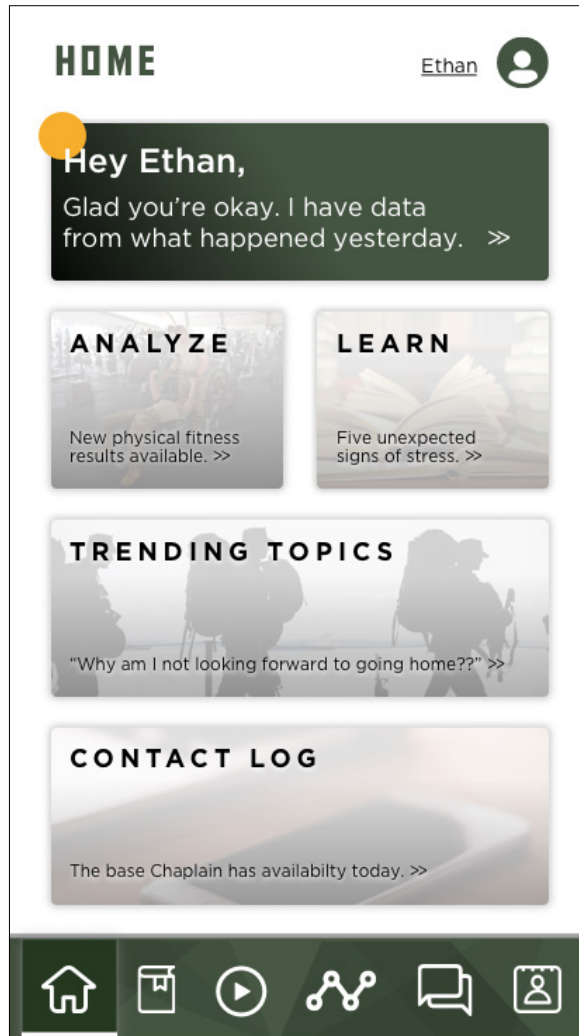 HOME
Ethan
Hey Ethan,
Glad you're okay. I have data
from what happened yesterday. >>
ANALYZE
New physical fitness
results available. >>
LEARN
Five unexpected
signs of stress. >>
TRENDING TOPICS
“Why am I not looking forward to going home??” >>
CONTACT LOG
The base Chaplain has availabilty today. >>